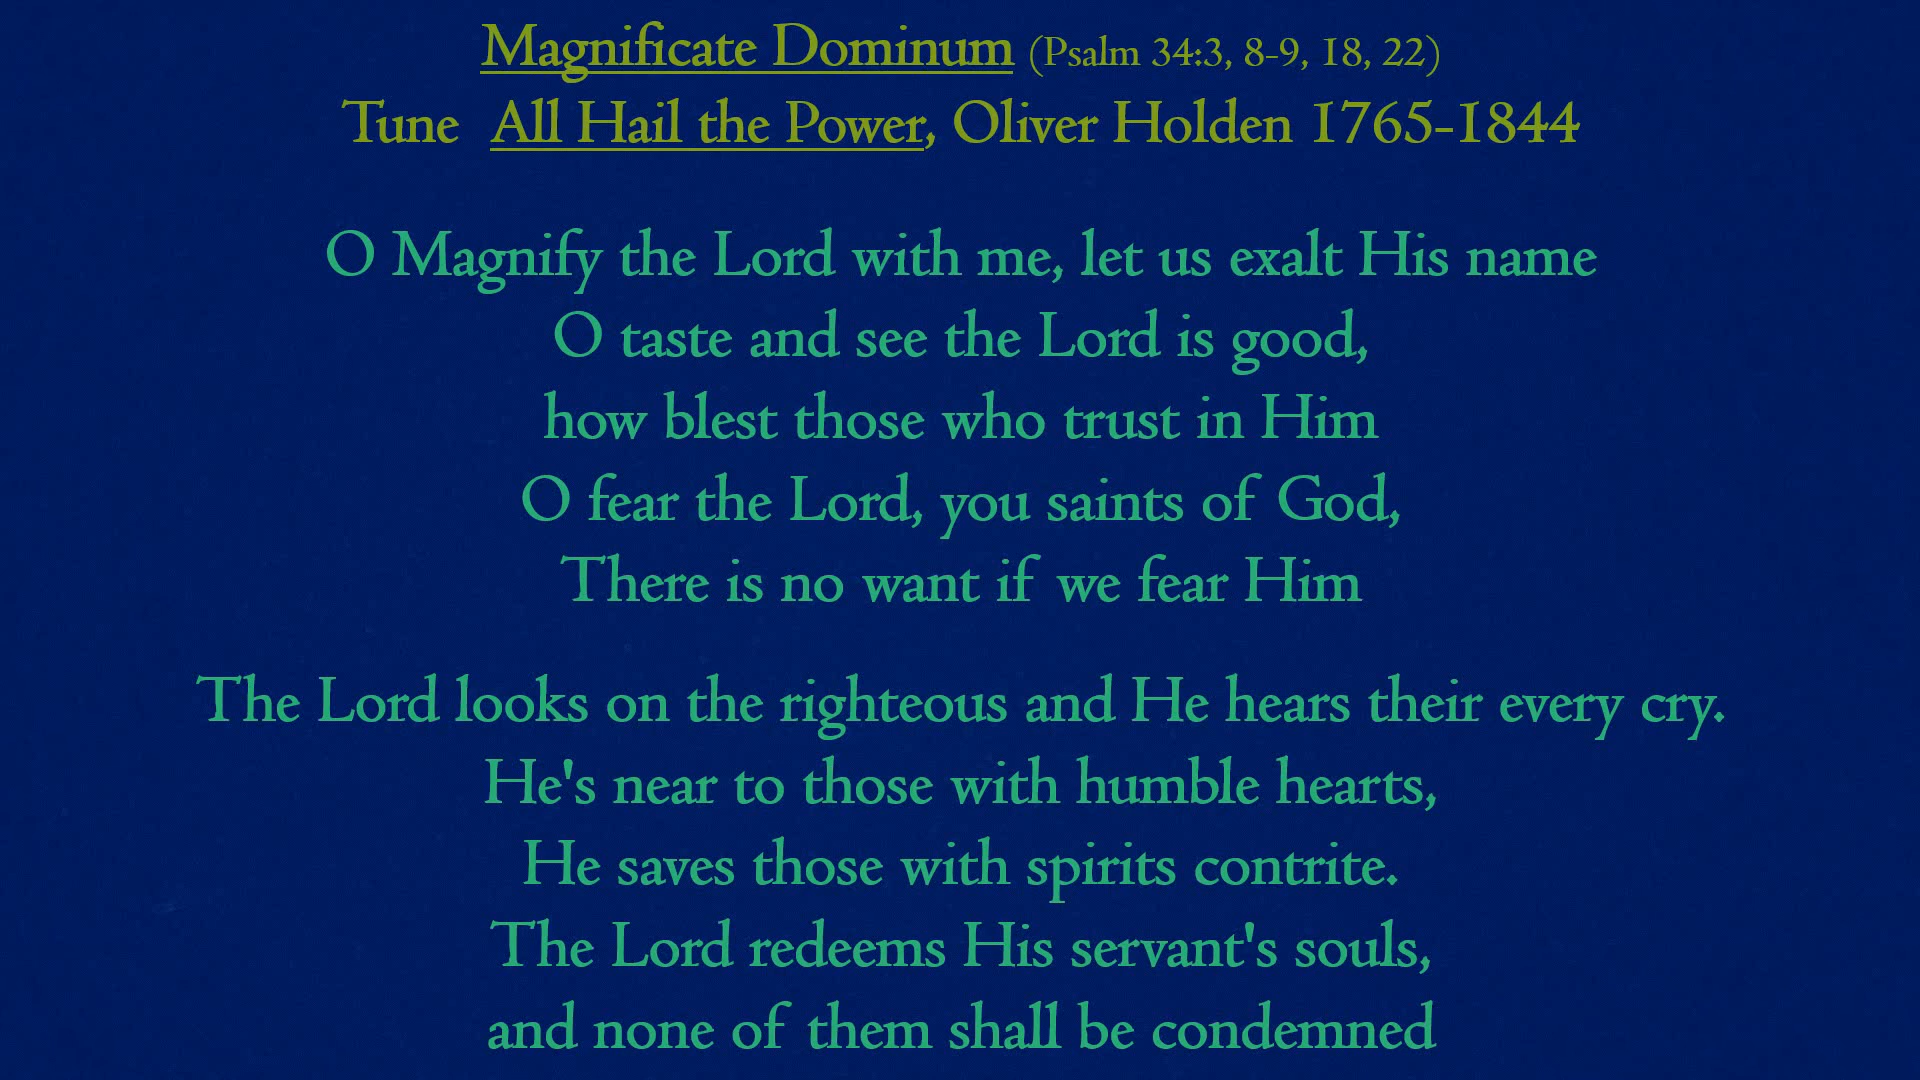 Magnificate Dominum (Psalm 34:3, 8-9, 18, 22)
Tune All Hail the Power, Oliver Holden 1765-1844
O Magnify the Lord with me, let us exalt His name
O taste and see the Lord is good,
how blest those who trust in Him
O fear the Lord, you saints of God,
There is no want if we fear Him
The Lord looks on the righteous and He hears their every cry.
He's near to those with humble hearts,
He saves those with spirits contrite.
The Lord redeems His servant's souls,
and none of them shall be condemned